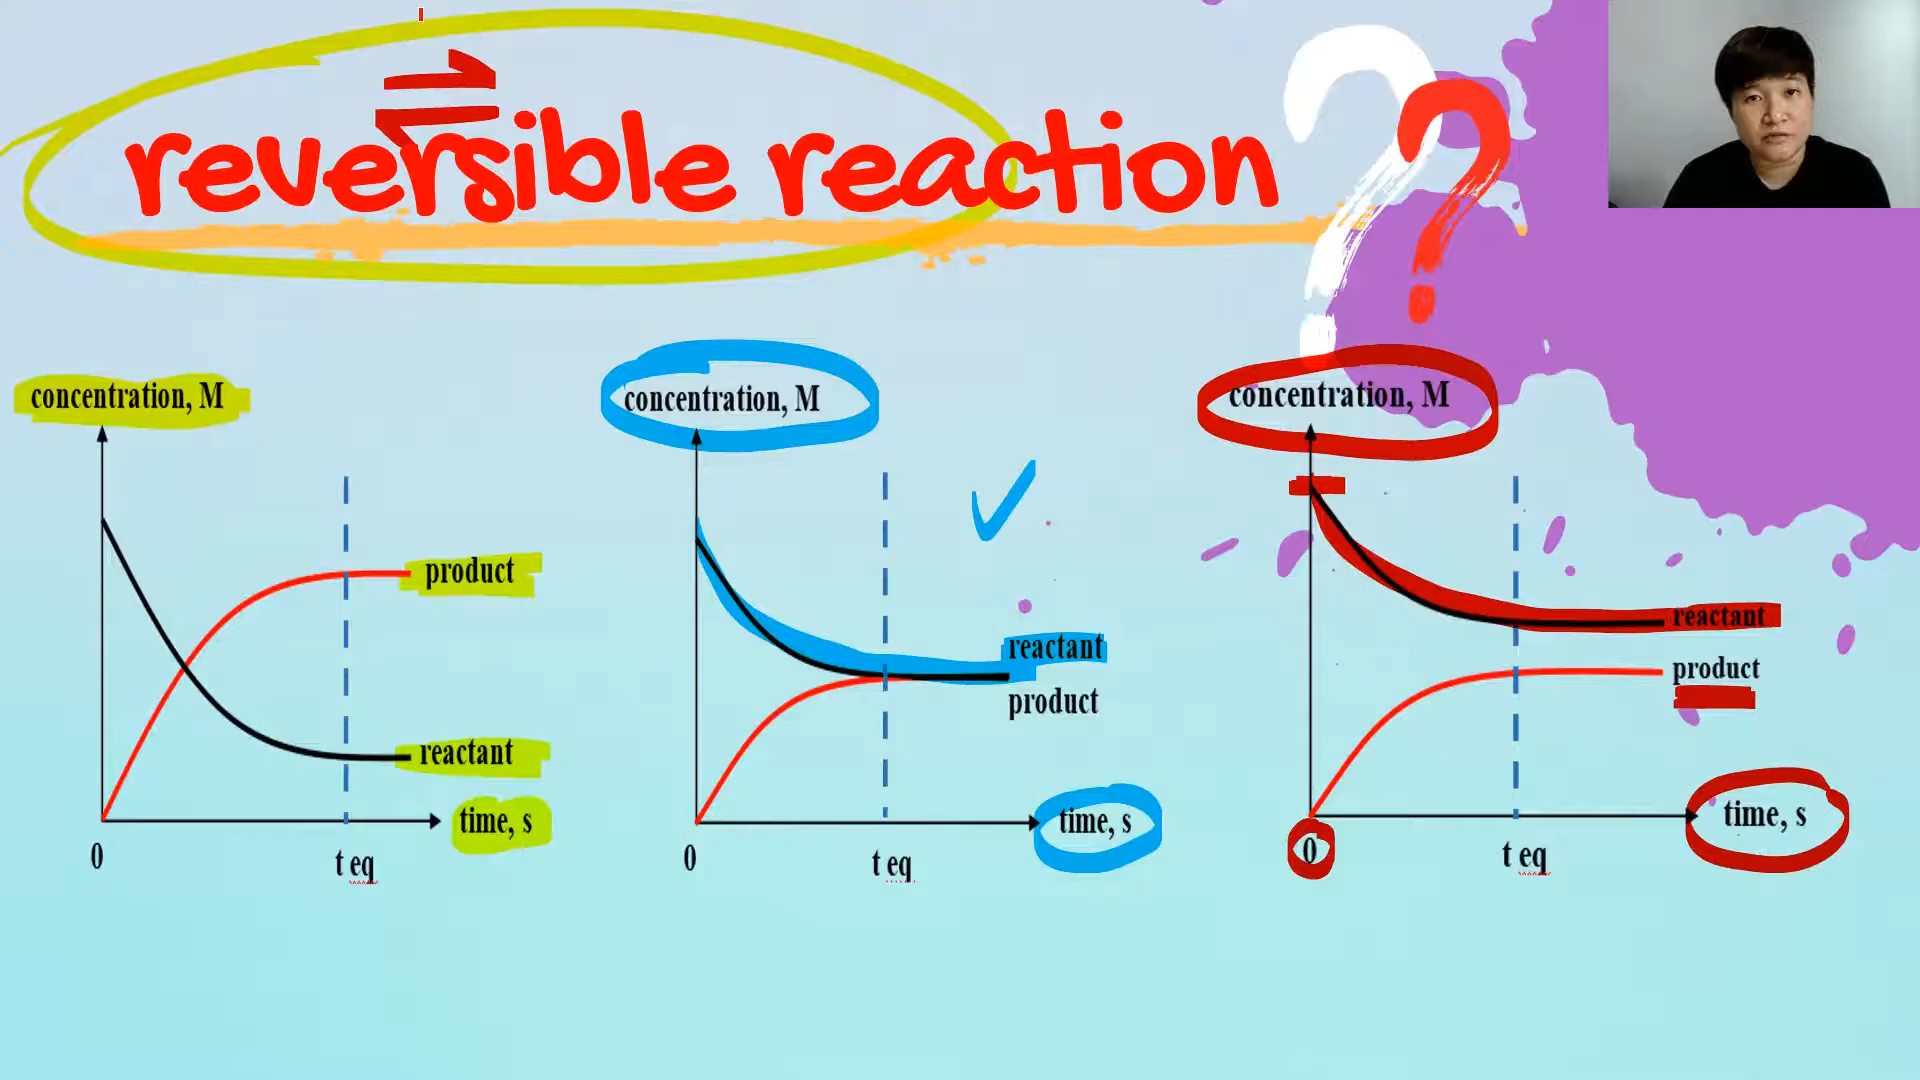 reversible reaction ??
concentration, M
product
reactant
time, s
0
t eq
concentration, M
reactant
product
time, s
0
t eq
concentration, M
reactant
product
time, s
0
t eq